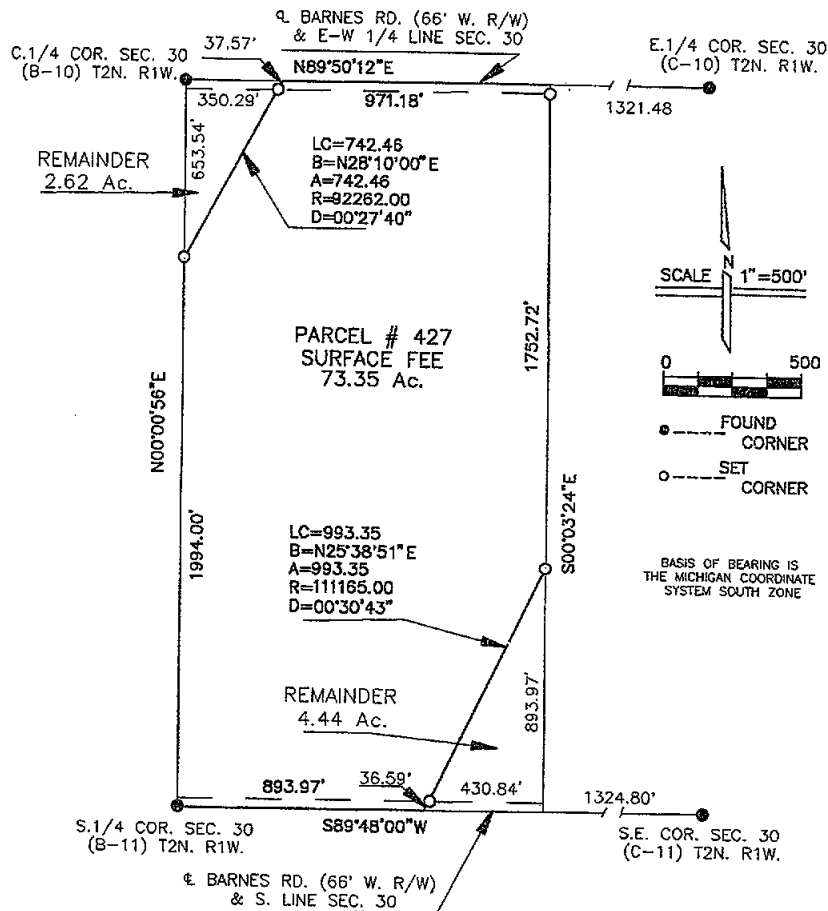 ℄ BARNES RD. (66' W. R/W)
& E-W 1/4 LINE SEC. 30
C.1/4 COR. SEC. 30
(B-10) T2N. R1W.
37.57'
N89°50'12"E
E.1/4 COR. SEC. 30
(C-10) T2N. R1W.
350.29'
971.18'
1321.48
653.54'
REMAINDER
2.62 Ac.
LC=742.46
B=N28°10'00"E
A=742.46
R=92262.00
D=00°27'40"
N
SCALE 1"=500'
0 500
FOUND
CORNER
SET
CORNER
PARCEL # 427
SURFACE FEE
73.35 Ac.
1752.72'
N00°00'56"E
S00°03'24"E
1994.00'
LC=993.35
B=N25°38'51"E
A=993.35
R=111165.00
D=00°30'43"
BASIS OF BEARING IS
THE MICHIGAN COORDINATE
SYSTEM SOUTH ZONE
REMAINDER
4.44 Ac.
893.97'
893.97'
36.59'
430.84'
1324.80'
S.1/4 COR. SEC. 30
(B-11) T2N. R1W.
S89°48'00"W
S.E. COR. SEC. 30
(C-11) T2N. R1W.
℄ BARNES RD. (66' W. R/W)
& S. LINE SEC. 30